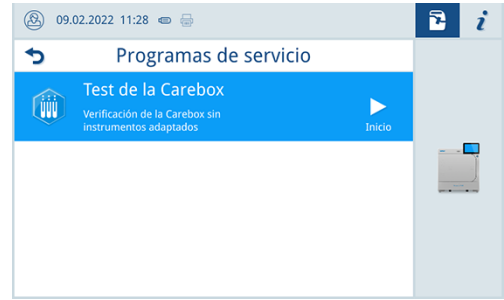 09.02.2022 11:28
i
Programas de servicio
Test de la Carebox
Verificación de la Carebox sin
instrumentos adaptados
Inicio